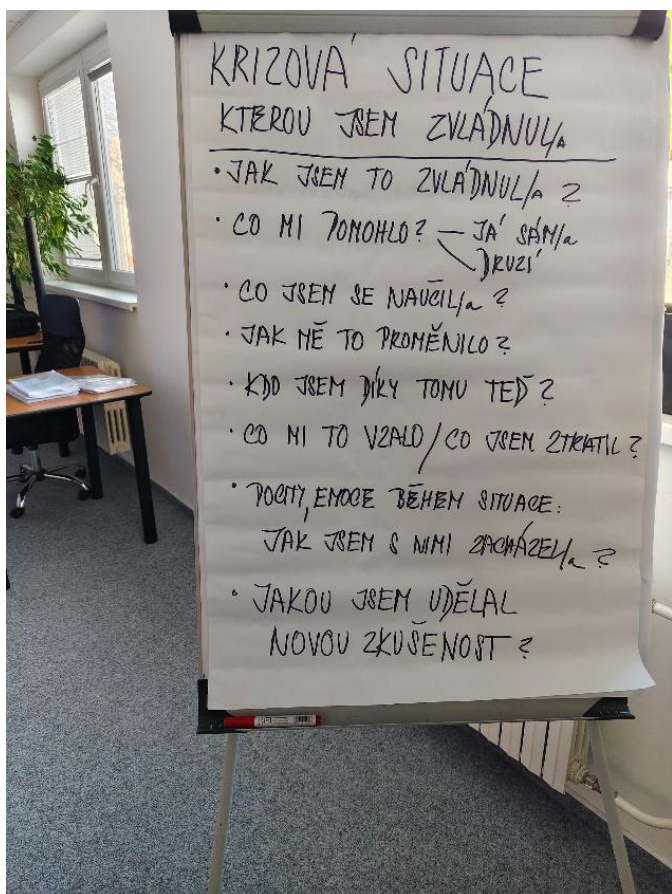 KRIZOVÁ SITUACE
KTEROU JSEM ZVLÁDNUL/A
• JAK JSEM TO ZVLÁDNUL/A ?
• CO MI POMOHLO? — JÁ SÁM/a
DRUZÍ
• CO JSEM SE NAUČIL/a ?
• JAK MĚ TO PROMĚNILO ?
• KDO JSEM DÍKY TOMU TEĎ ?
• CO MI TO VZALO / CO JSEM ZTRATIL ?
• POCITY, EMOCE BĚHEM SITUACE:
JAK JSEM S NIMI ZACHÁZEL/a ?
• JAKOU JSEM UDĚLAL
NOVOU ZKUŠENOST ?